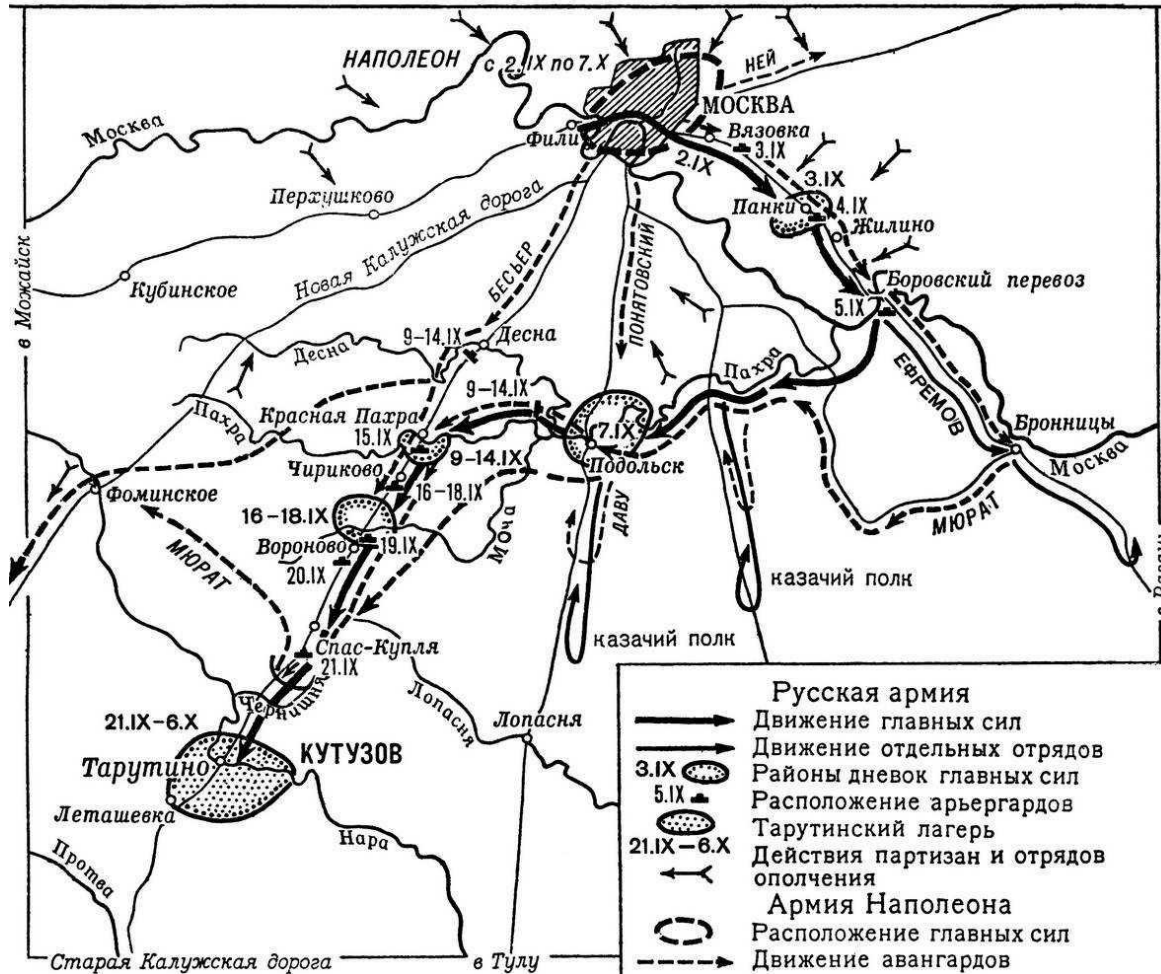 НАПОЛЕОН
с 2.IX по 7.X
НЕЙ
МОСКВА
Москва
Фили
Вязовка
3.IX
2.IX
3.IX
Перхушково
Панки
4.IX
Жилино
Новая Калужская дорога
в Можайск
Кубинское
БЕСЬЕР
ПОНЯТОВСКИЙ
Боровский перевоз
5.IX
9–14.IX
Десна
Десна
Пахра
ЕФРЕМОВ
9–14.IX
Пахра
Красная Пахра
15.IX
7.IX
Бронницы
9–14.IX
Подольск
Москва
Чириково
Фоминское
16–18.IX
ДАВУ
МЮРАТ
16–18.IX
Моча
Вороново
19.IX
20.IX
МЮРАТ
казачий полк
казачий полк
Спас-Купля
21.IX
Чернишня
Лопасня
Лопасня
21.IX–6.X
КУТУЗОВ
Тарутино
Леташевка
Нара
Протва
Старая Калужская дорога
в Тулу
Русская армия
Движение главных сил
Движение отдельных отрядов
3.IX Районы дневок главных сил
5.IX Расположение арьергардов
Тарутинский лагерь
21.IX–6.X
Действия партизан и отрядов
ополчения
Армия Наполеона
Расположение главных сил
Движение авангардов